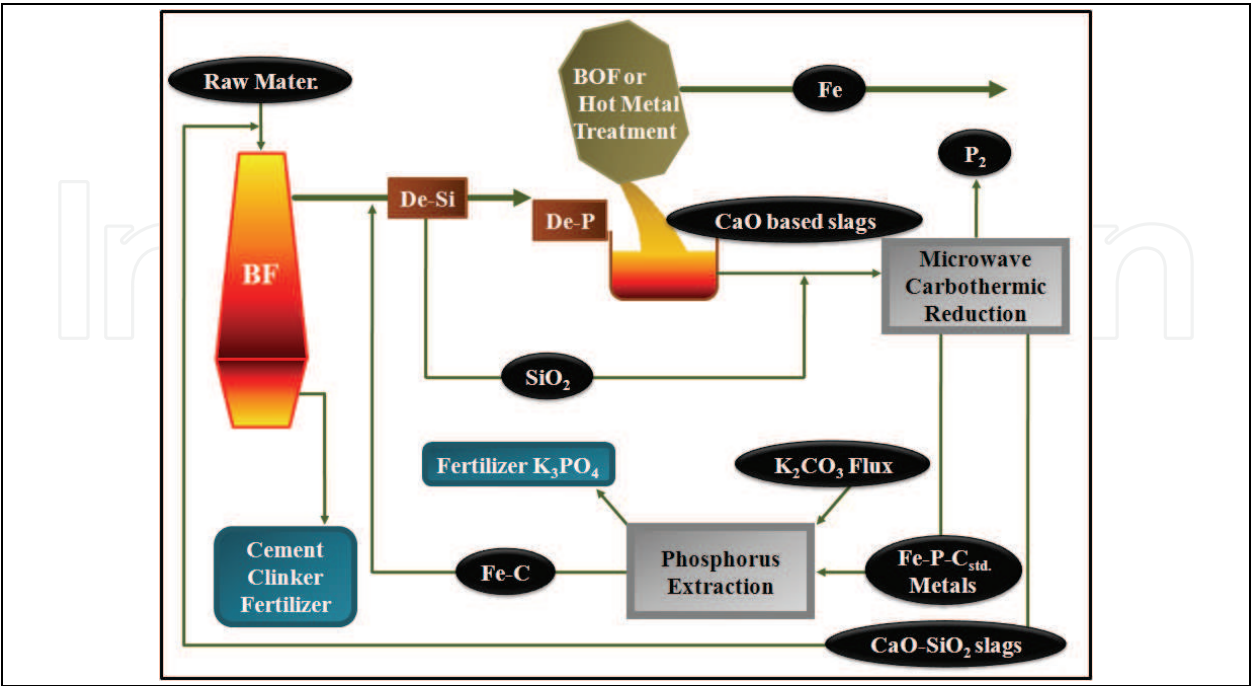 Raw Mater.
BOF or
Hot Metal
Treatment
Fe
P₂
De-Si
De-P
CaO based slags
BF
Microwave
Carbothermic
Reduction
SiO₂
Fertilizer K₃PO₄
K₂CO₃ Flux
Cement
Clinker
Fertilizer
Fe-C
Phosphorus
Extraction
Fe-P-Cstd.
Metals
CaO-SiO₂ slags